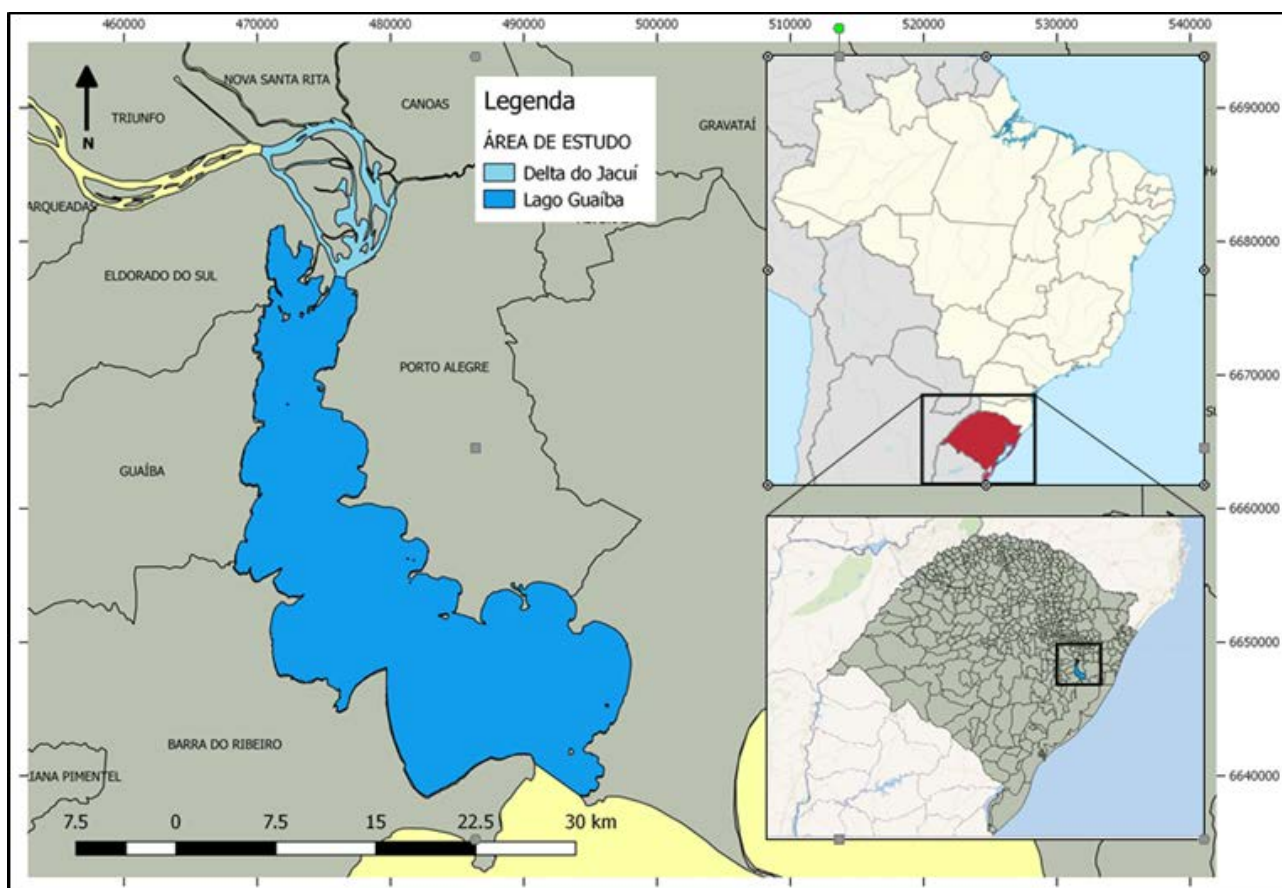 460000
470000
480000
490000
500000
510000
520000
530000
540000
NOVA SANTA RITA
TRIUNFO
CANOAS
GRAVATAÍ
N
Legenda
ÁREA DE ESTUDO
Delta do Jacuí
Lago Guaíba
ARQUEADAS
ELDORADO DO SUL
PORTO ALEGRE
GUAÍBA
BARRA DO RIBEIRO
IANA PIMENTEL
7.5
0
7.5
15
22.5
30 km
6690000
6680000
6670000
6660000
6650000
6640000